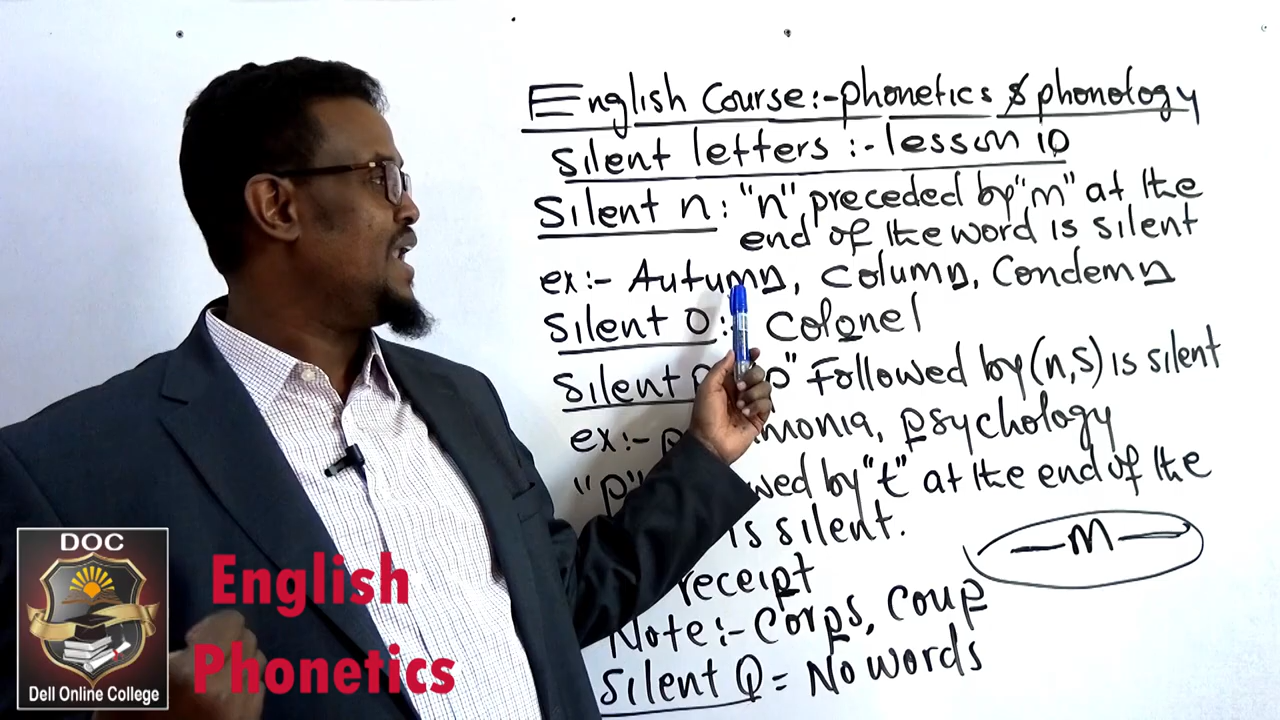 English Course:-phonetics & phonology
Silent letters :- lesson 10
Silent n: "n" preceded by "m" at the
end of the word is silent
ex:- Autumn, Column, Condemn
Silent O: Colonel
Silent p" Followed by (n,s) is silent
ex:- psychology
"p" by "t" at the end of the
is silent.
receipt
Note:- Corps, coup
Silent Q = No words
-M-
DOC
Dell Online College
English
Phonetics